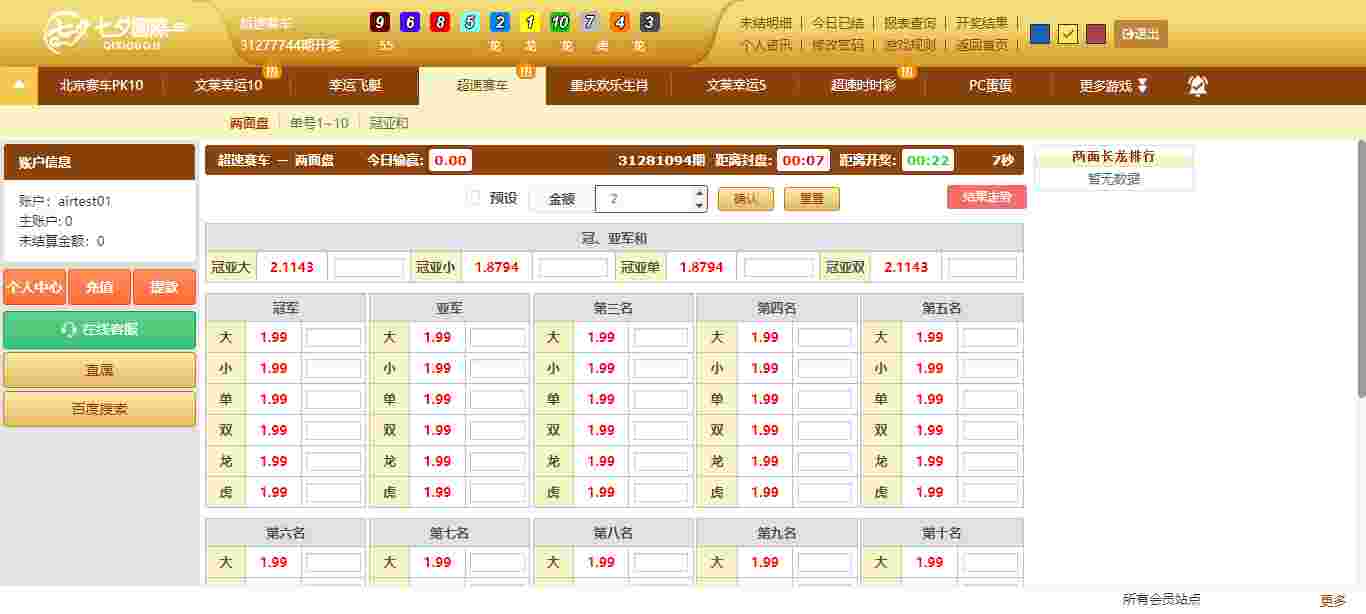 七夕国际
QIXIGUOJI
超速赛车
31277744期开奖
9 6 8 5 2 1 10 7 4 3
55 龙 龙 龙 虎 龙
未结明细 今日已结 报表查询 开奖结果
个人资讯 修改密码 游戏规则 返回首页
退出
北京赛车PK10 文莱幸运10 热 幸运飞艇 超速赛车 热 重庆欢乐生肖 文莱幸运5 超速时时彩 热 PC蛋蛋 更多游戏
两面盘 单号1~10 冠亚和
账户信息
账户: airtest01
主账户: 0
未结算金额: 0
个人中心 充值 提款
在线客服
直属
百度搜索
超速赛车 — 两面盘 今日输赢: 0.00 31281094期 距离封盘: 00:07 距离开奖: 00:22 7秒
预设 金额 2 确认 重置 结果走势
冠、亚军和
冠亚大 2.1143 冠亚小 1.8794 冠亚单 1.8794 冠亚双 2.1143
冠军 亚军 第三名 第四名 第五名
大 1.99 大 1.99 大 1.99 大 1.99 大 1.99
小 1.99 小 1.99 小 1.99 小 1.99 小 1.99
单 1.99 单 1.99 单 1.99 单 1.99 单 1.99
双 1.99 双 1.99 双 1.99 双 1.99 双 1.99
龙 1.99 龙 1.99 龙 1.99 龙 1.99 龙 1.99
虎 1.99 虎 1.99 虎 1.99 虎 1.99 虎 1.99
第六名 第七名 第八名 第九名 第十名
大 1.99 大 1.99 大 1.99 大 1.99 大 1.99
两面长龙排行
暂无数据
所有会员站点 更多